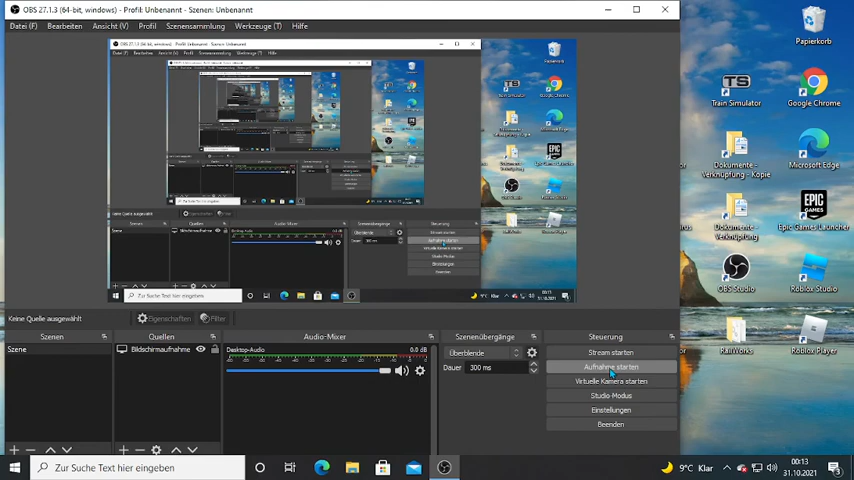 OBS 27.1.3 (64-bit, windows) - Profil: Unbenannt - Szenen: Unbenannt
Datei (F) Bearbeiten Ansicht (V) Profil Szenensammlung Werkzeuge (T) Hilfe
Papierkorb
Train Simulator
Google Chrome
Dokumente - Verknüpfung - Kopie
Microsoft Edge
Dokumente - Verknüpfung
Epic Games Launcher
OBS Studio
Roblox Studio
RailWorks
Roblox Player
Keine Quelle ausgewählt
Eigenschaften
Filter
Szenen
Quellen
Audio-Mixer
Szenenübergänge
Steuerung
Szene
Bildschirmaufnahme
Desktop-Audio
0.0 dB
Überblende
Dauer 300 ms
Stream starten
Aufnahme starten
Virtuelle Kamera starten
Studio-Modus
Einstellungen
Beenden
Zur Suche Text hier eingeben
9°C Klar
00:13
31.10.2021
3